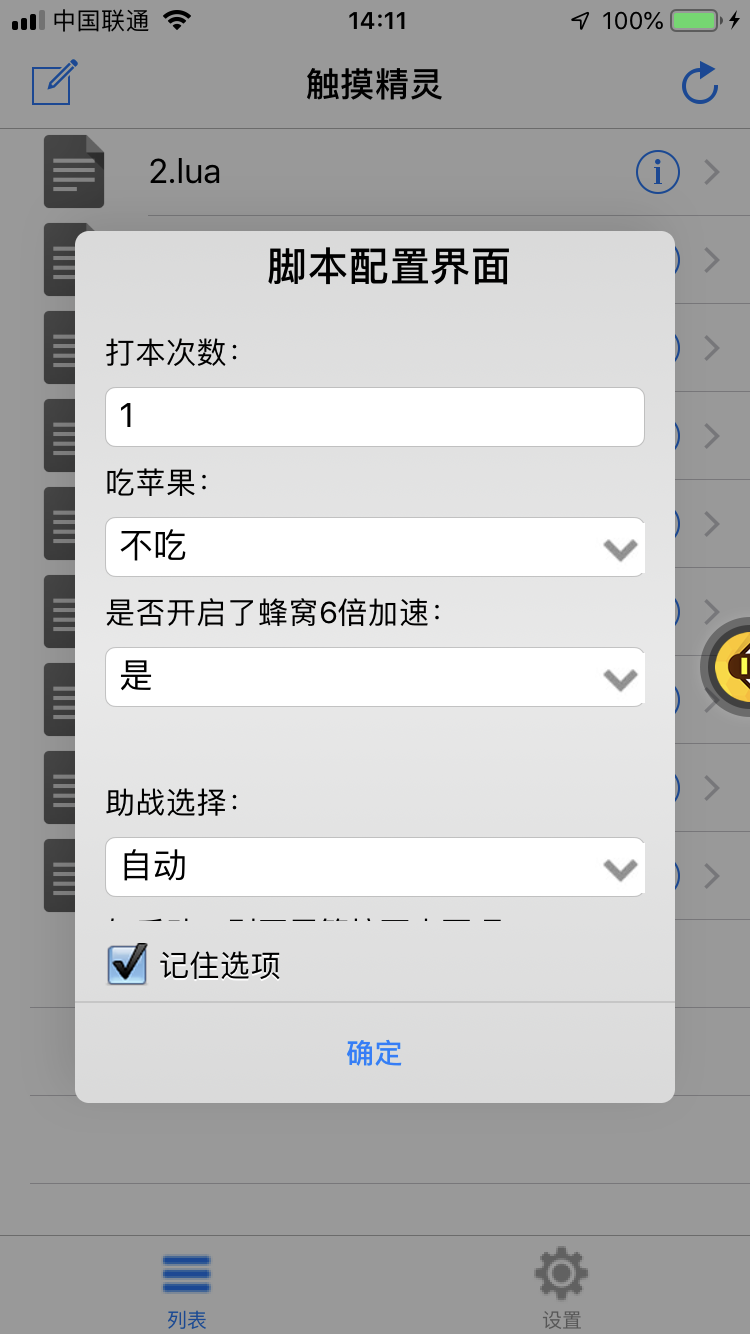 中国联通
14:11
100%
触摸精灵
2.lua
脚本配置界面
打本次数：
1
吃苹果：
不吃
是否开启了蜂窝6倍加速：
是
助战选择：
自动
记住选项
确定
列表
设置